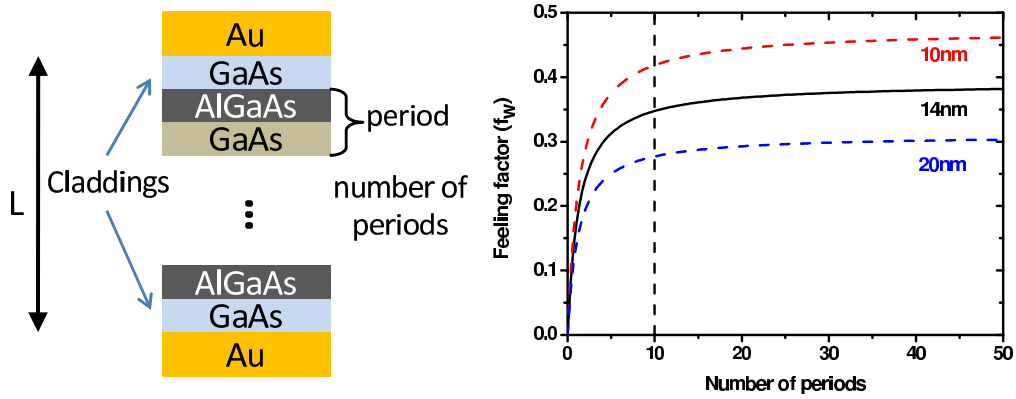 Au
GaAs
AlGaAs
GaAs
period
Claddings
L
number of
periods
AlGaAs
GaAs
Au
Feeling factor (fw)
0.5
0.4
0.3
0.2
0.1
0.0
10nm
14nm
20nm
0 10 20 30 40 50
Number of periods